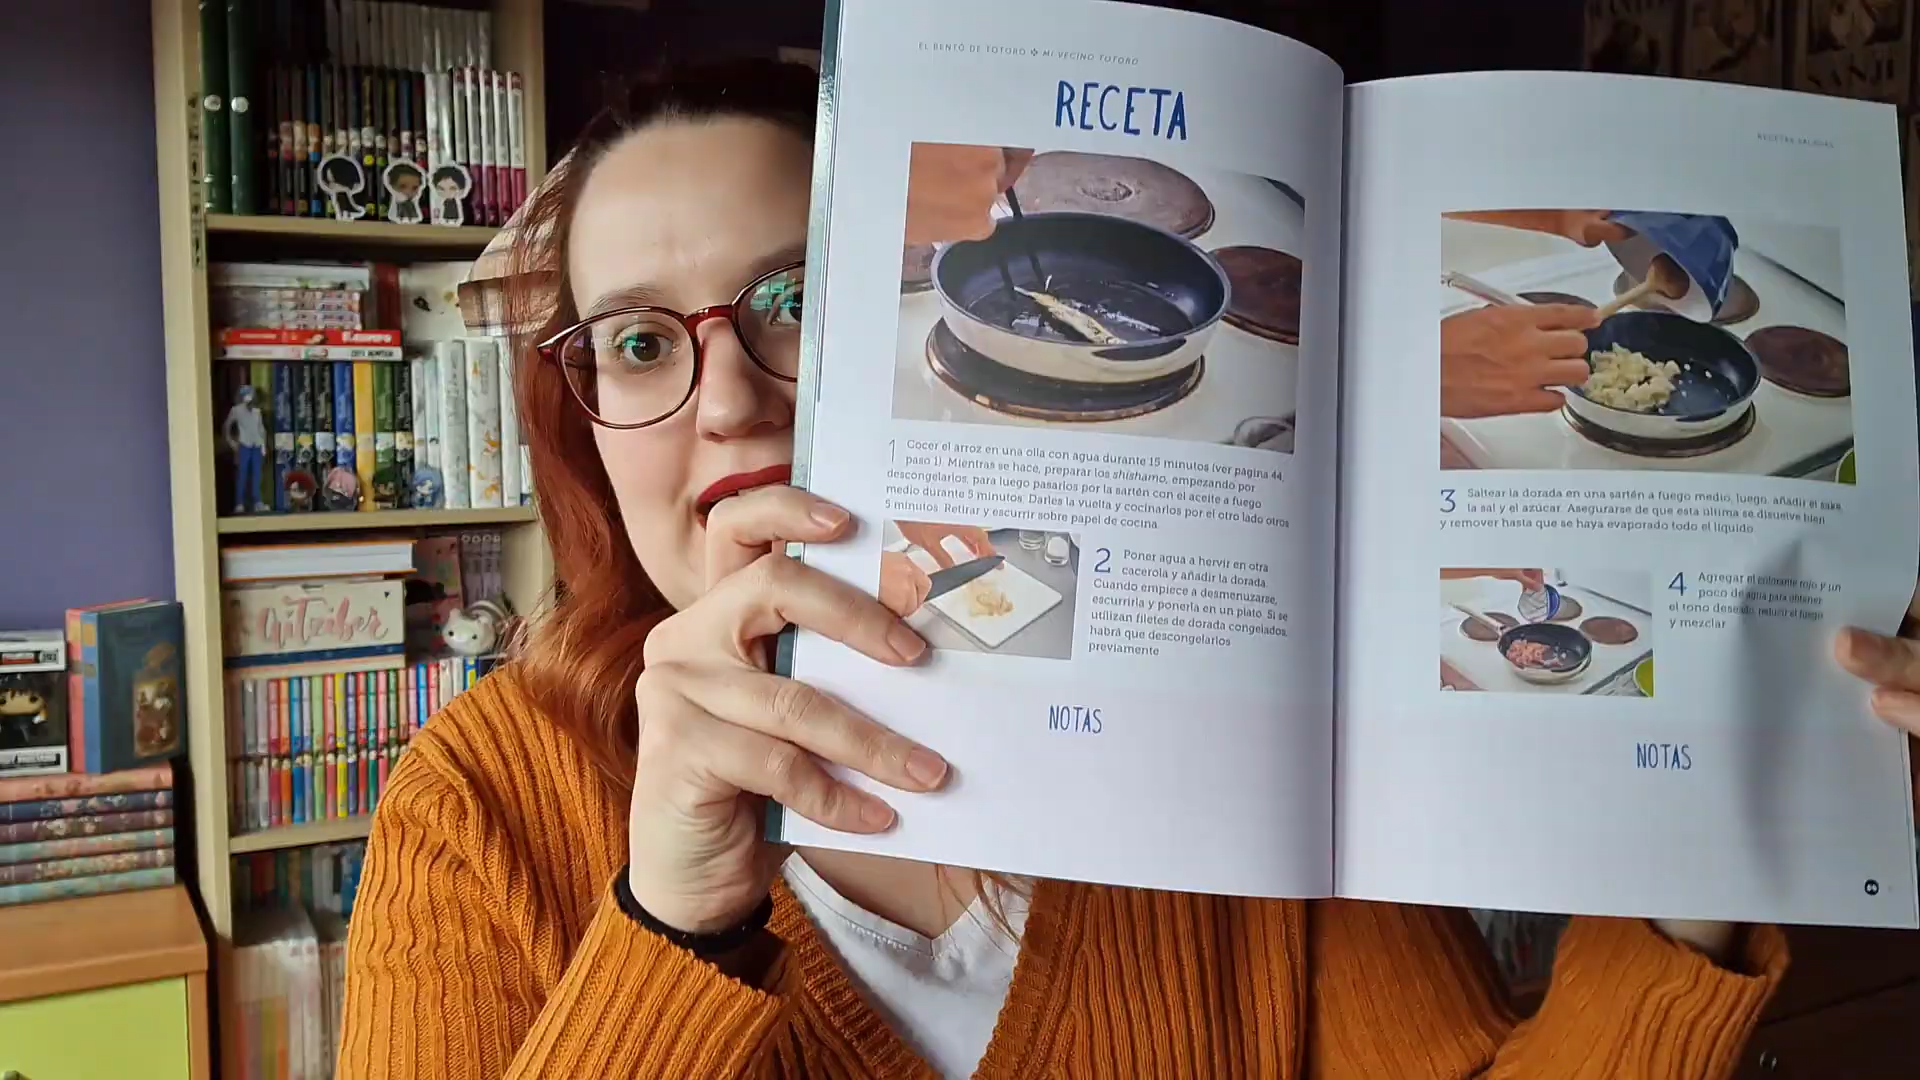 EL BENTÓ DE TOTORO ✤ MI VECINO TOTORO
RECETA
1 Cocer el arroz en una olla con agua durante 15 minutos (ver página 44,
paso 1). Mientras se hace, preparar los shishamo, empezando por
descongelarlos, para luego pasarlos por la sartén con el aceite a fuego
medio durante 5 minutos. Darles la vuelta y cocinarlos por el otro lado otros
5 minutos. Retirar y escurrir sobre papel de cocina.
2 Poner agua a hervir en otra
cacerola y añadir la dorada.
Cuando empiece a desmenuzarse,
escurrirla y ponerla en un plato. Si se
utilizan filetes de dorada congelados,
habrá que descongelarlos
previamente
NOTAS
RECETAS SALADAS
3 Saltear la dorada en una sartén a fuego medio, luego, añadir el sake,
la sal y el azúcar. Asegurarse de que esta última se disuelve bien
y remover hasta que se haya evaporado todo el líquido.
4 Agregar el colorante rojo y un
poco de agua para obtener
el tono deseado, reducir el fuego
y mezclar
NOTAS
Aitziber
SANJI